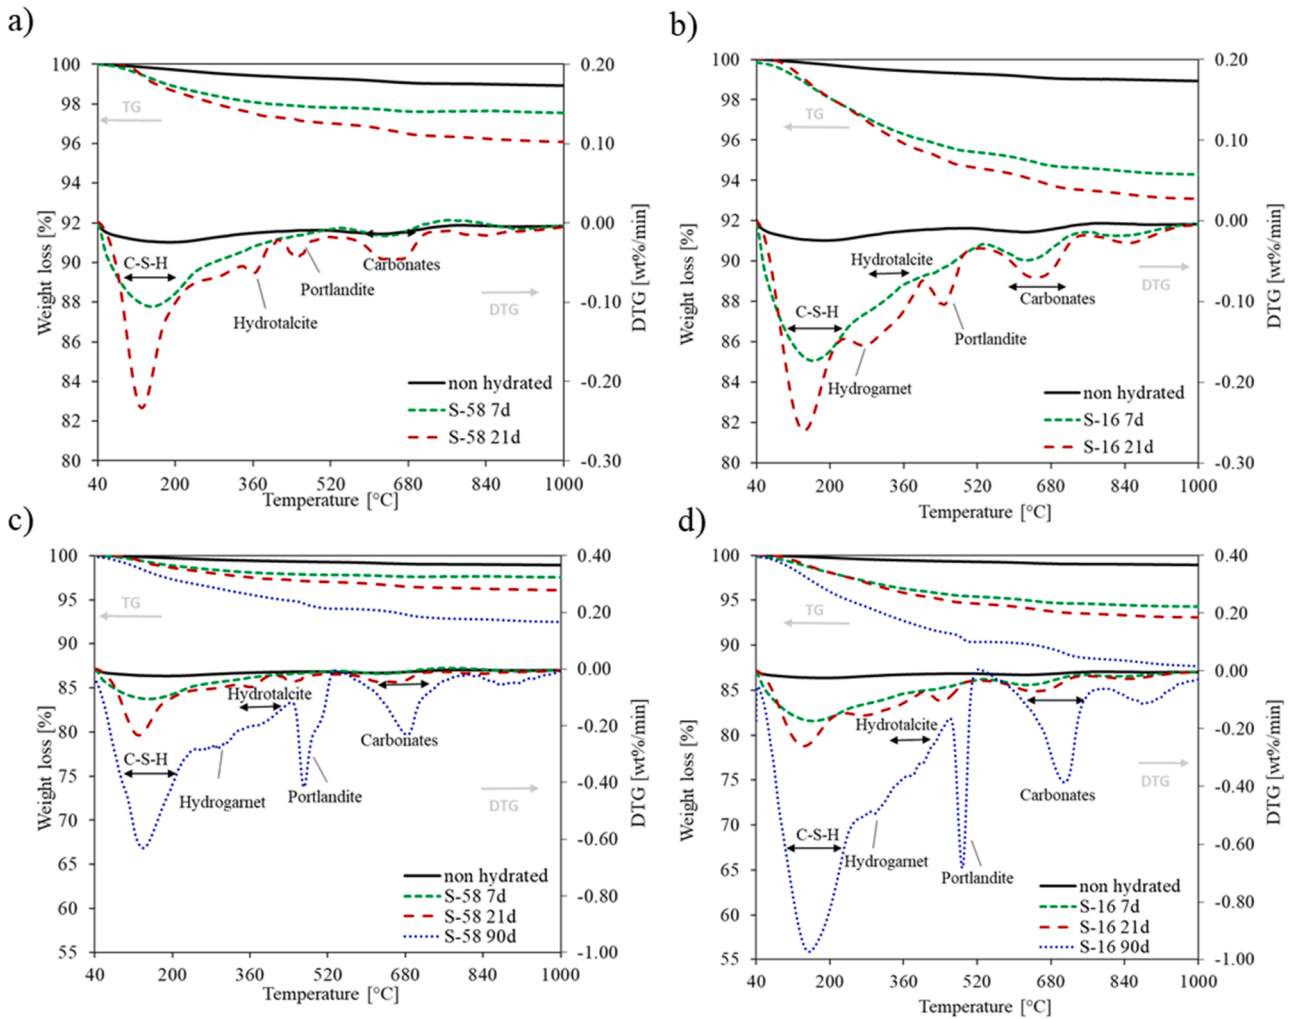 a)
100
98
96
94
92
90
88
86
84
82
80
Weight loss [%]
0.20
0.10
0.00
-0.10
-0.20
-0.30
DTG [wt%/min]
TG
DTG
C-S-H
Carbonates
Portlandite
Hydrotalcite
non hydrated
S-58 7d
S-58 21d
40 200 360 520 680 840 1000
Temperature [°C]
b)
100
98
96
94
92
90
88
86
84
82
80
Weight loss [%]
0.20
0.10
0.00
-0.10
-0.20
-0.30
DTG [wt%/min]
TG
Hydrotalcite
DTG
Carbonates
C-S-H
Portlandite
Hydrogarnet
non hydrated
S-16 7d
S-16 21d
40 200 360 520 680 840 1000
Temperature [°C]
c)
100
95
90
85
80
75
70
65
60
55
Weight loss [%]
0.40
0.20
0.00
-0.20
-0.40
-0.60
-0.80
-1.00
DTG [wt%/min]
TG
Hydrotalcite
Carbonates
C-S-H
Hydrogarnet
Portlandite
DTG
non hydrated
S-58 7d
S-58 21d
S-58 90d
40 200 360 520 680 840 1000
Temperature [°C]
d)
100
95
90
85
80
75
70
65
60
55
Weight loss [%]
0.40
0.20
0.00
-0.20
-0.40
-0.60
-0.80
-1.00
DTG [wt%/min]
TG
Hydrotalcite
DTG
Carbonates
C-S-H
Hydrogarnet
Portlandite
non hydrated
S-16 7d
S-16 21d
S-16 90d
40 200 360 520 680 840 1000
Temperature [°C]